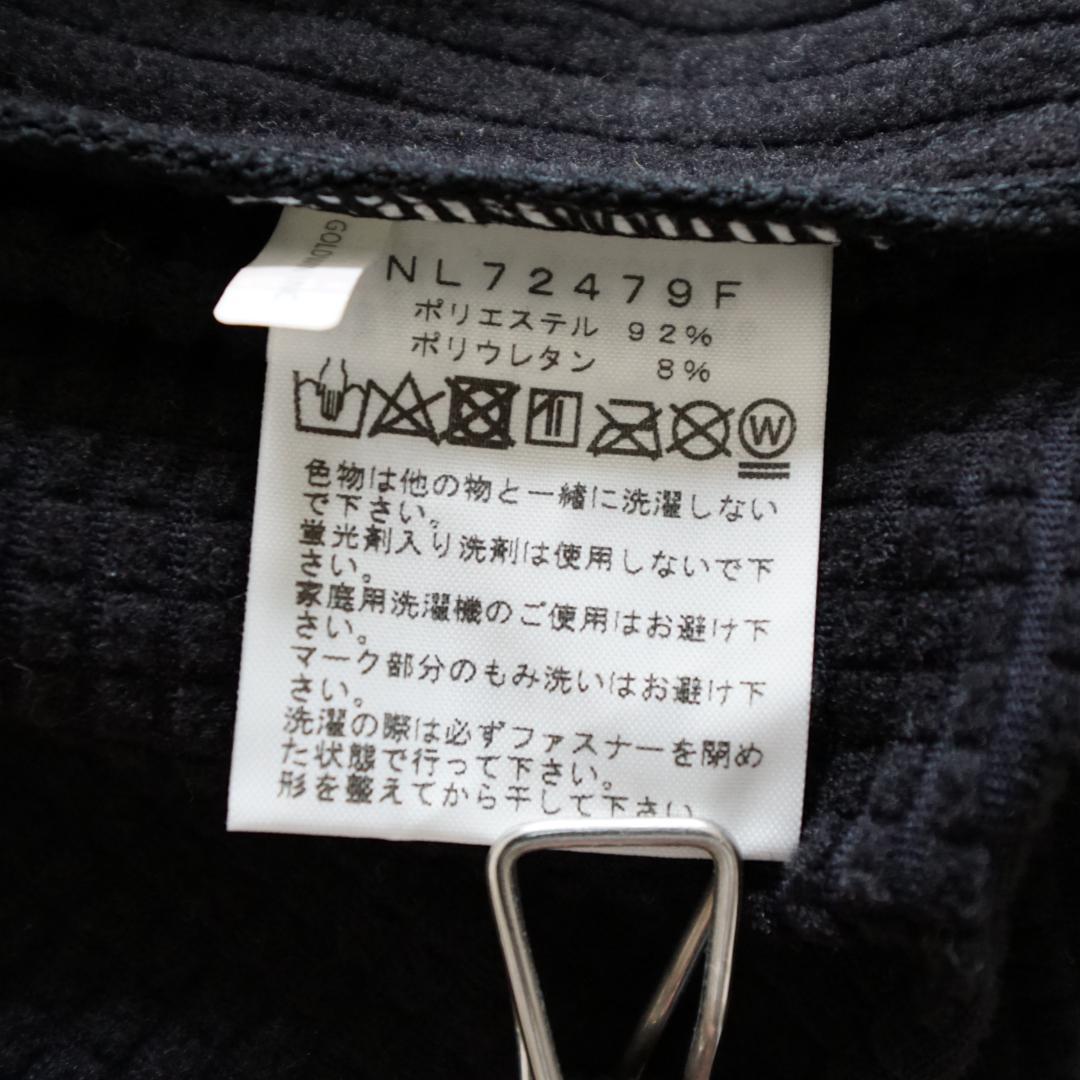 NL72479F
ポリエステル 92%
ポリウレタン 8%
W
色物は他の物と一緒に洗濯しない
で下さい。
蛍光剤入り洗剤は使用しないで下
さい。
家庭用洗濯機のご使用はお避け下
さい。
マーク部分のもみ洗いはお避け下
さい。
洗濯の際は必ずファスナーを閉め
た状態で行って下さい。
形を整えてから干して下さい